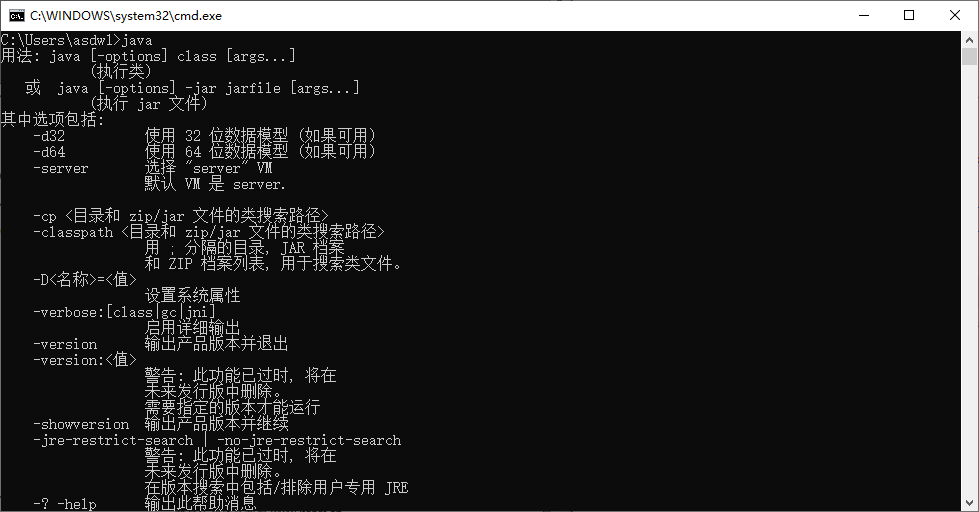 C:\WINDOWS\system32\cmd.exe
C:\Users\asdwl>java
用法: java [-options] class [args...]
(执行类)
或 java [-options] -jar jarfile [args...]
(执行 jar 文件)
其中选项包括:
-d32 使用 32 位数据模型 (如果可用)
-d64 使用 64 位数据模型 (如果可用)
-server 选择 "server" VM
默认 VM 是 server.
-cp <目录和 zip/jar 文件的类搜索路径>
-classpath <目录和 zip/jar 文件的类搜索路径>
用 ; 分隔的目录, JAR 档案
和 ZIP 档案列表, 用于搜索类文件。
-D<名称>=<值>
设置系统属性
-verbose:[class|gc|jni]
启用详细输出
-version 输出产品版本并退出
-version:<值>
警告: 此功能已过时, 将在
未来发行版中删除。
需要指定的版本才能运行
-showversion 输出产品版本并继续
-jre-restrict-search | -no-jre-restrict-search
警告: 此功能已过时, 将在
未来发行版中删除。
在版本搜索中包括/排除用户专用 JRE
-? -help 输出此帮助消息